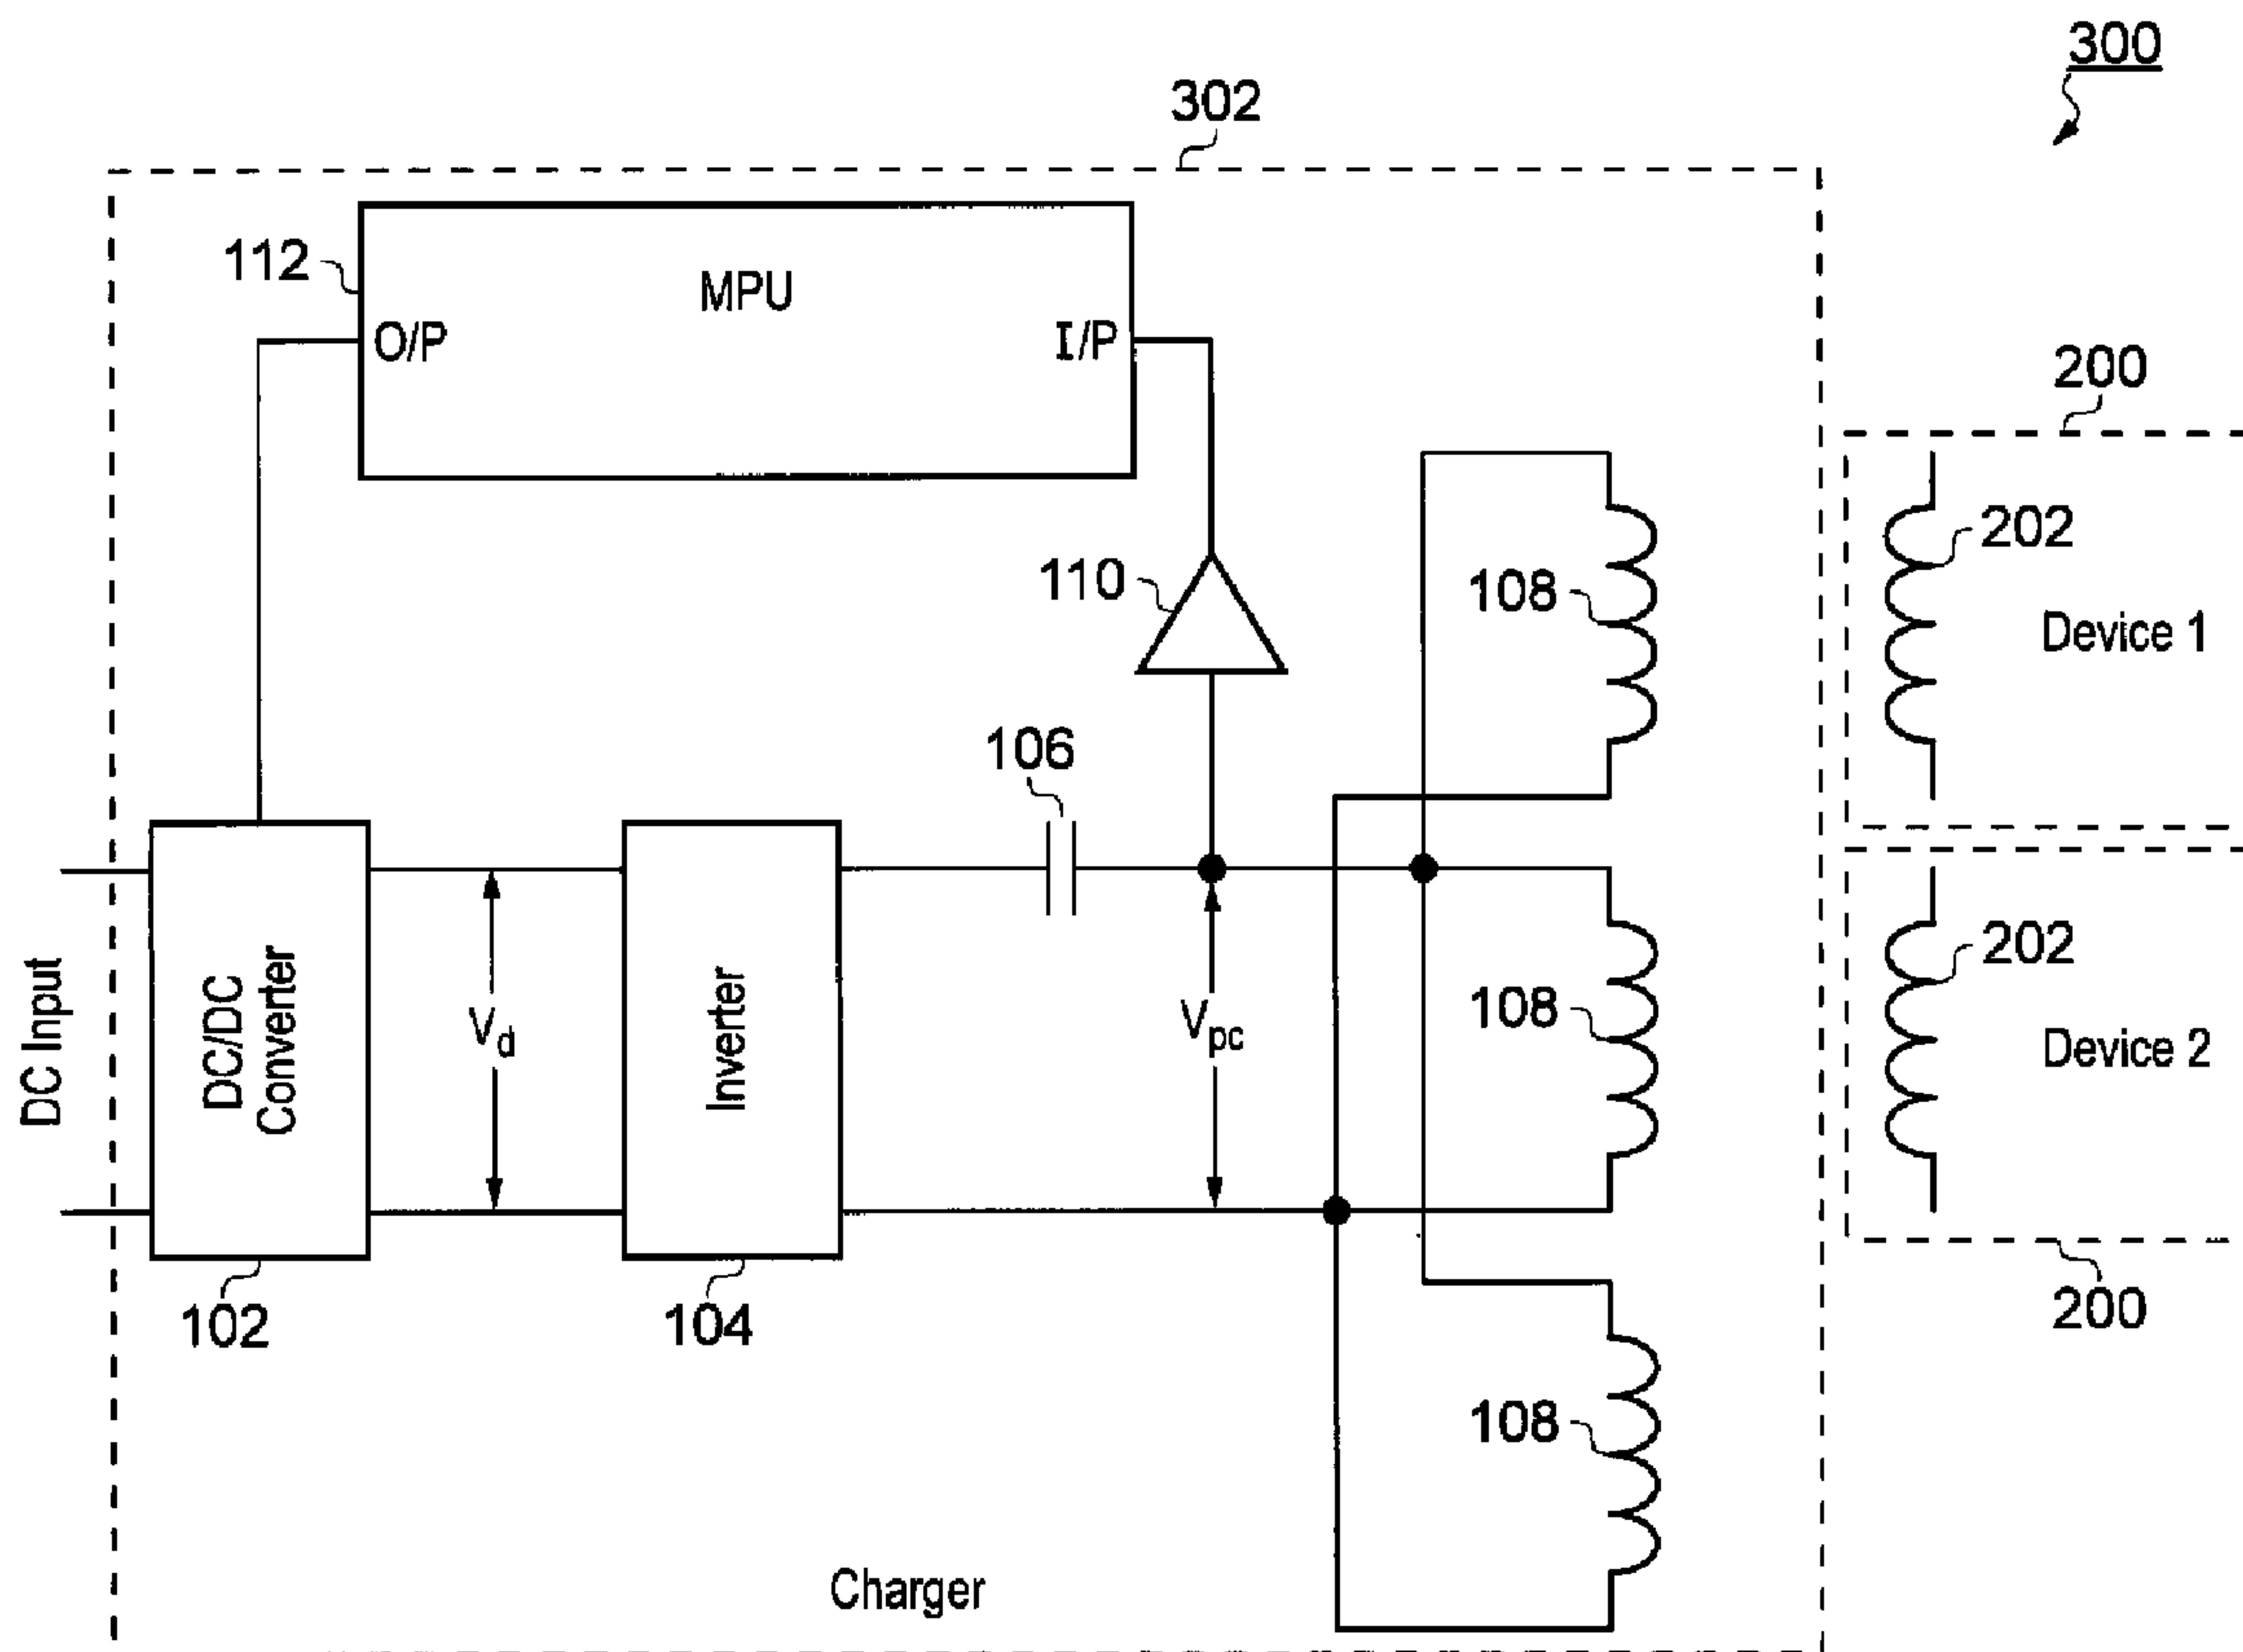 300
302
112
MPU
O/P
I/P
200
110
108
202
Device 1
106
DC Input
DC/DC
Converter
Vd
Inverter
Vpc
108
202
Device 2
102
104
200
108
Charger